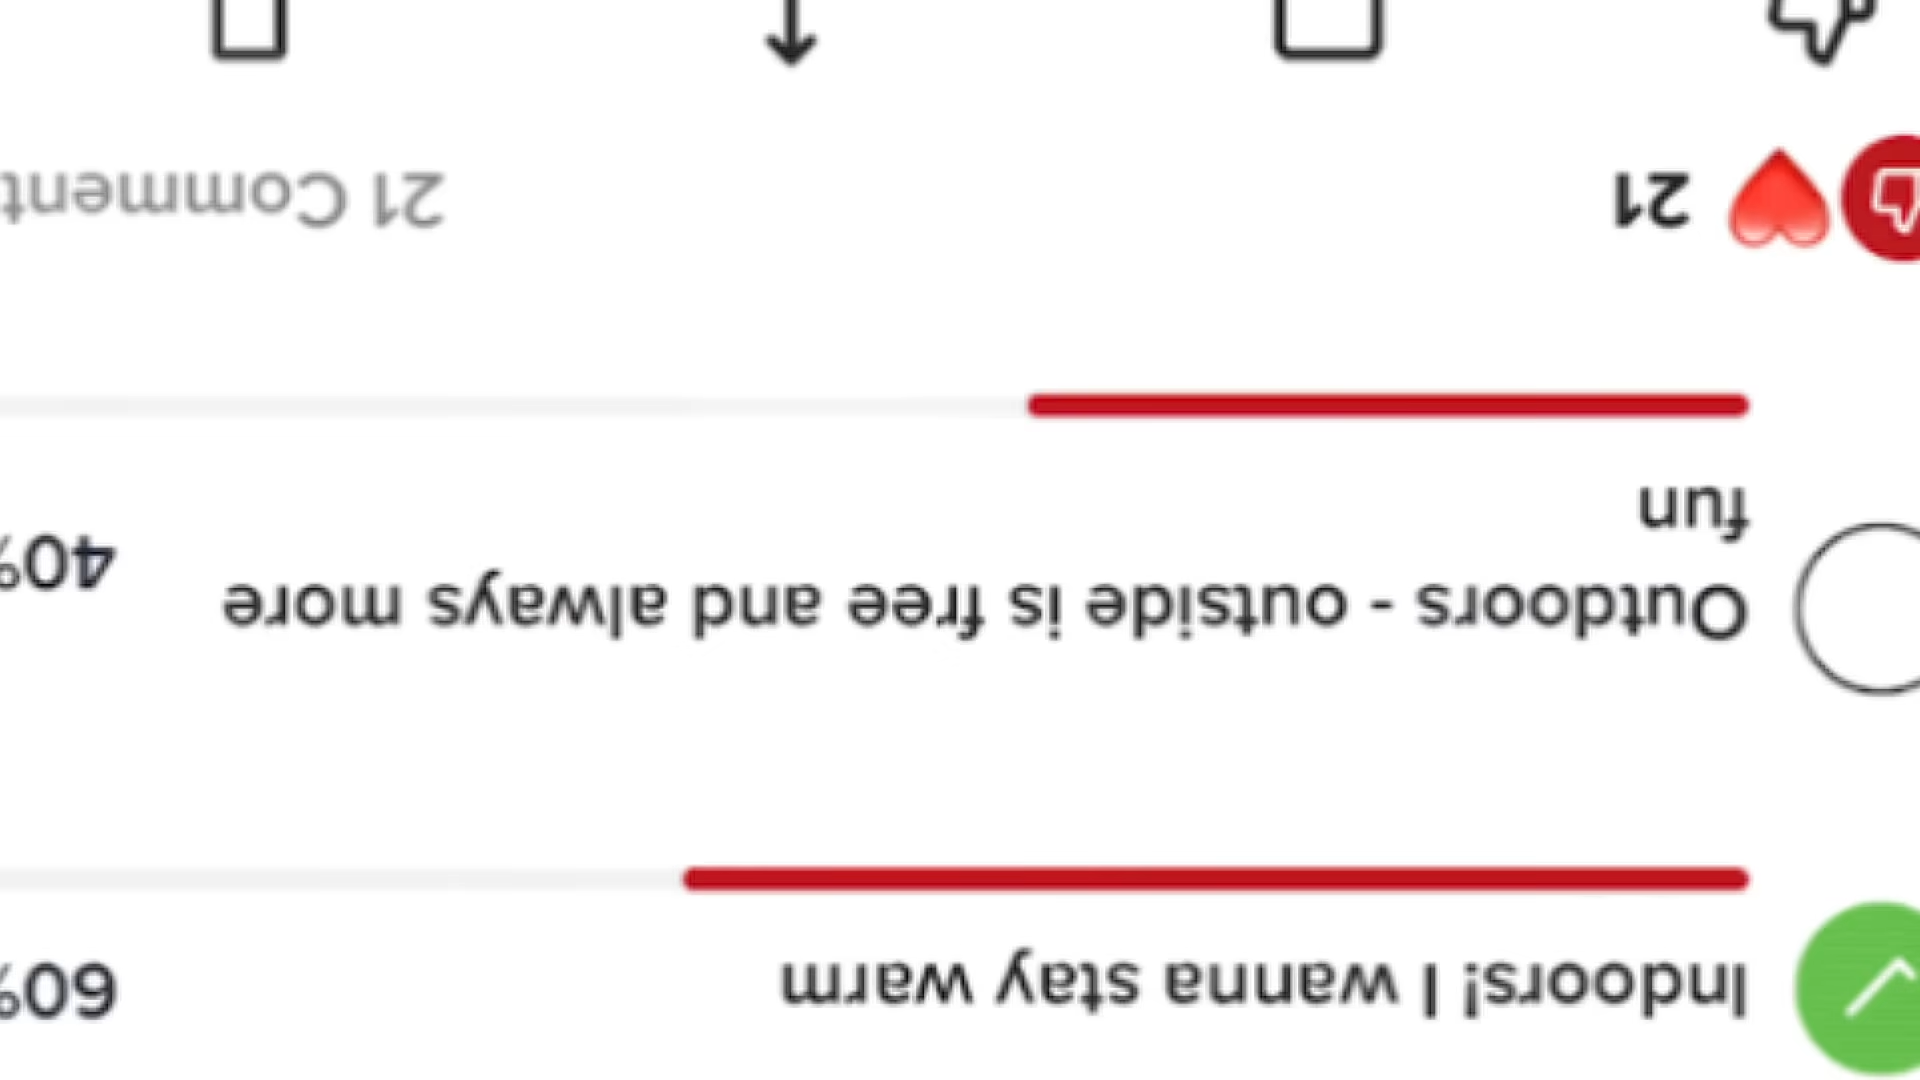 Indoors! I wanna stay warm
60%
Outdoors - outside is free and always more
fun
40%
21
21 Comment